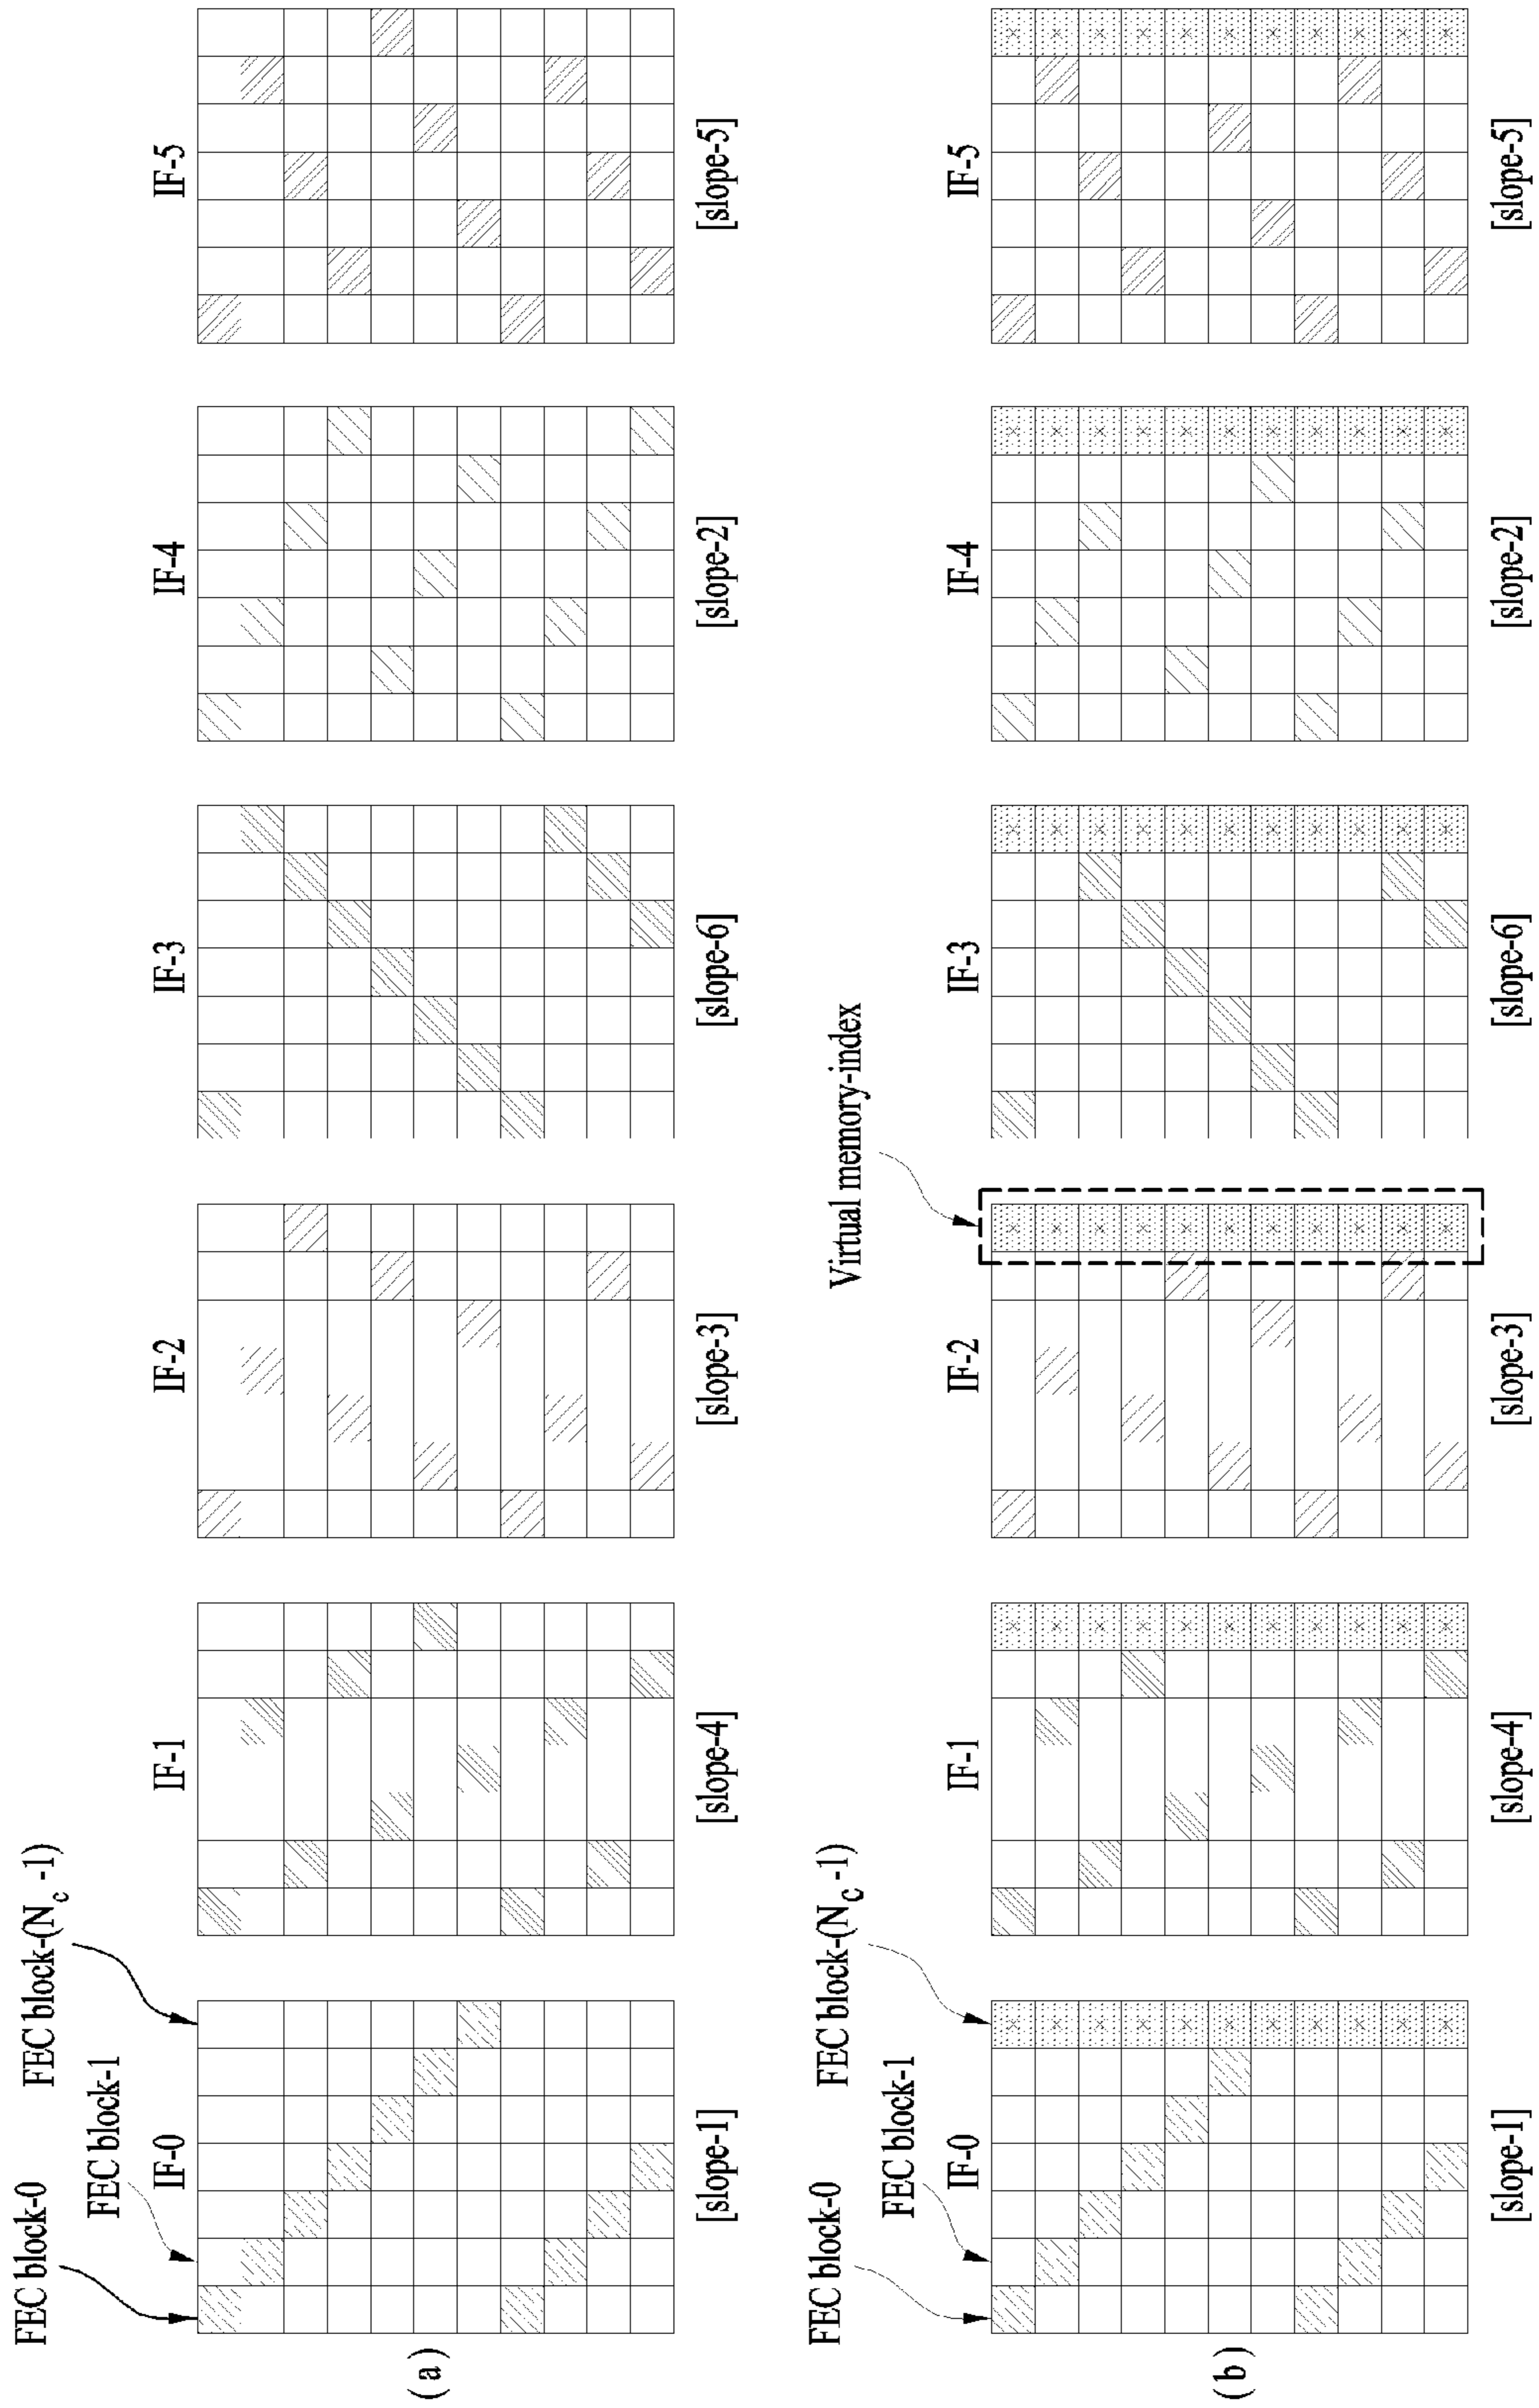 FEC block-0
FEC block-1
FEC block-(Nc -1)
IF-0
IF-1
IF-2
IF-3
IF-4
IF-5
(a)
[slope-1]
[slope-4]
[slope-3]
[slope-6]
[slope-2]
[slope-5]
FEC block-0
FEC block-1
FEC block-(NC -1)
Virtual memory-index
IF-0
IF-1
IF-2
IF-3
IF-4
IF-5
(b)
[slope-1]
[slope-4]
[slope-3]
[slope-6]
[slope-2]
[slope-5]